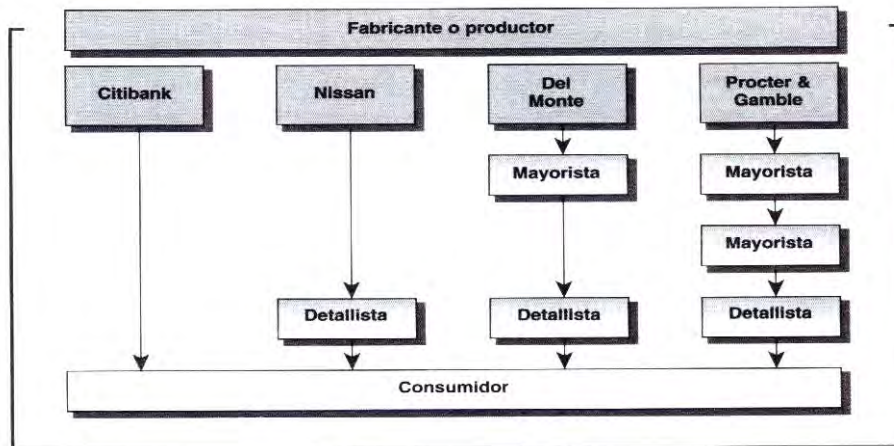 Fabricante o productor
Citibank
Nissan
Del
Monte
Procter &
Gamble
Mayorista
Mayorista
Mayorista
Detallista
Detallista
Detallista
Consumidor